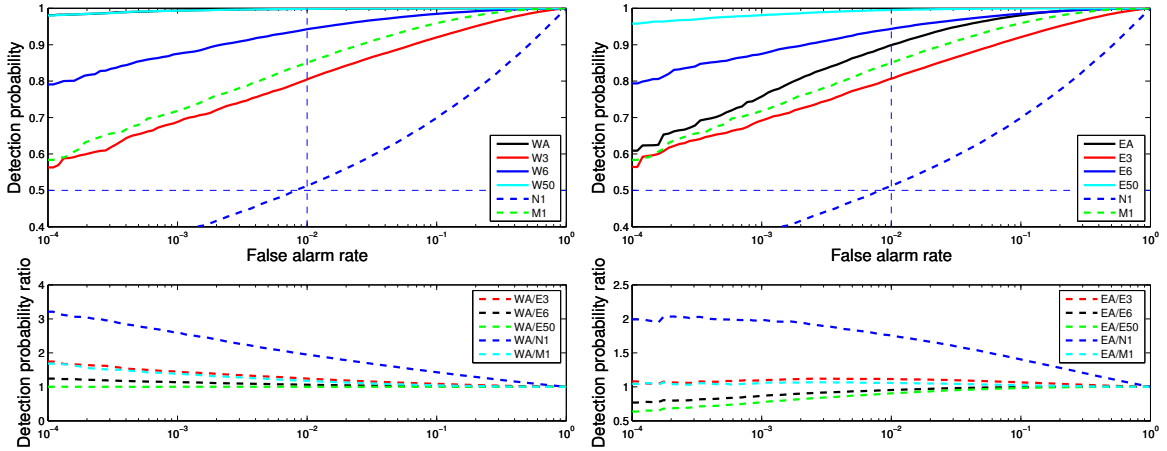 Detection probability
1
0.9
0.8
0.7
0.6
0.5
0.4
WA
W3
W6
W50
N1
M1
10^-4
10^-3
10^-2
10^-1
10^0
False alarm rate
Detection probability
1
0.9
0.8
0.7
0.6
0.5
0.4
EA
E3
E6
E50
N1
M1
10^-4
10^-3
10^-2
10^-1
10^0
False alarm rate
Detection probability ratio
4
3
2
1
0
WA/E3
WA/E6
WA/E50
WA/N1
WA/M1
10^-4
10^-3
10^-2
10^-1
10^0
Detection probability ratio
2.5
2
1.5
1
0.5
EA/E3
EA/E6
EA/E50
EA/N1
EA/M1
10^-4
10^-3
10^-2
10^-1
10^0